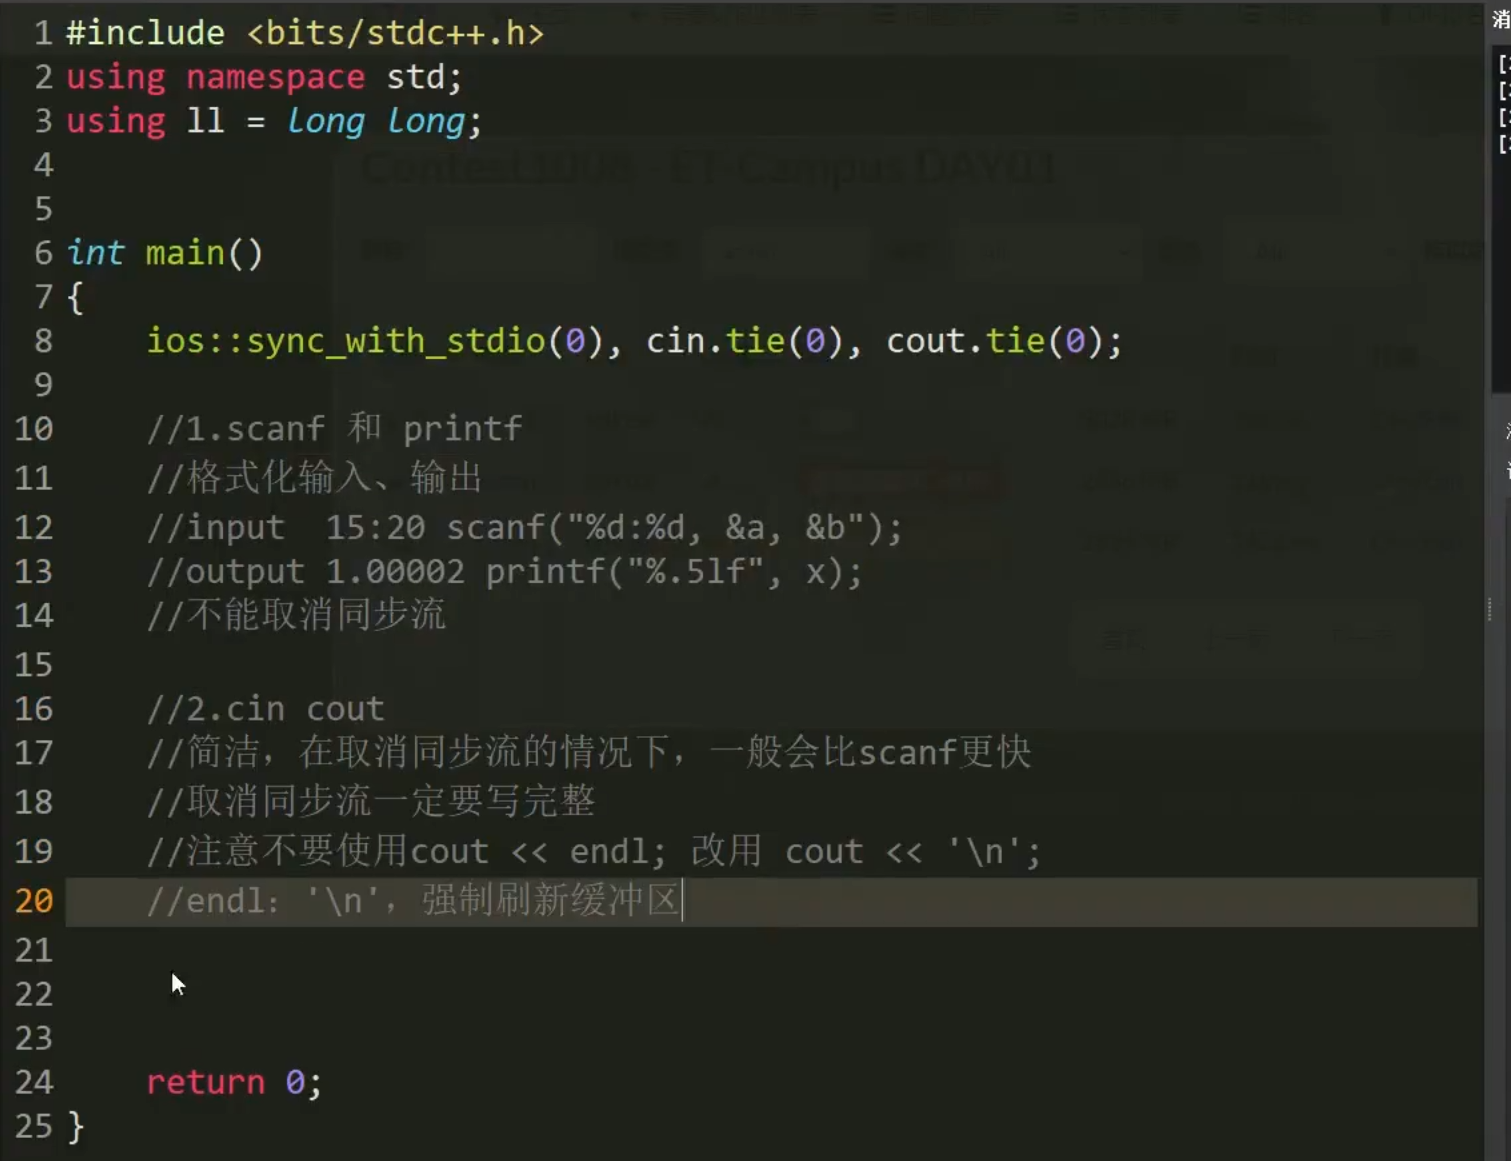 1 #include <bits/stdc++.h>
2 using namespace std;
3 using ll = long long;
4
5
6 int main()
7 {
8     ios::sync_with_stdio(0), cin.tie(0), cout.tie(0);
9
10     //1.scanf 和 printf
11     //格式化输入、输出
12     //input  15:20 scanf("%d:%d, &a, &b");
13     //output 1.00002 printf("%.5lf", x);
14     //不能取消同步流
15
16     //2.cin cout
17     //简洁，在取消同步流的情况下，一般会比scanf更快
18     //取消同步流一定要写完整
19     //注意不要使用cout << endl; 改用 cout << '\n';
20     //endl：'\n'，强制刷新缓冲区
21
22
23
24     return 0;
25 }
Contest1008 - ET-Campus DAY01